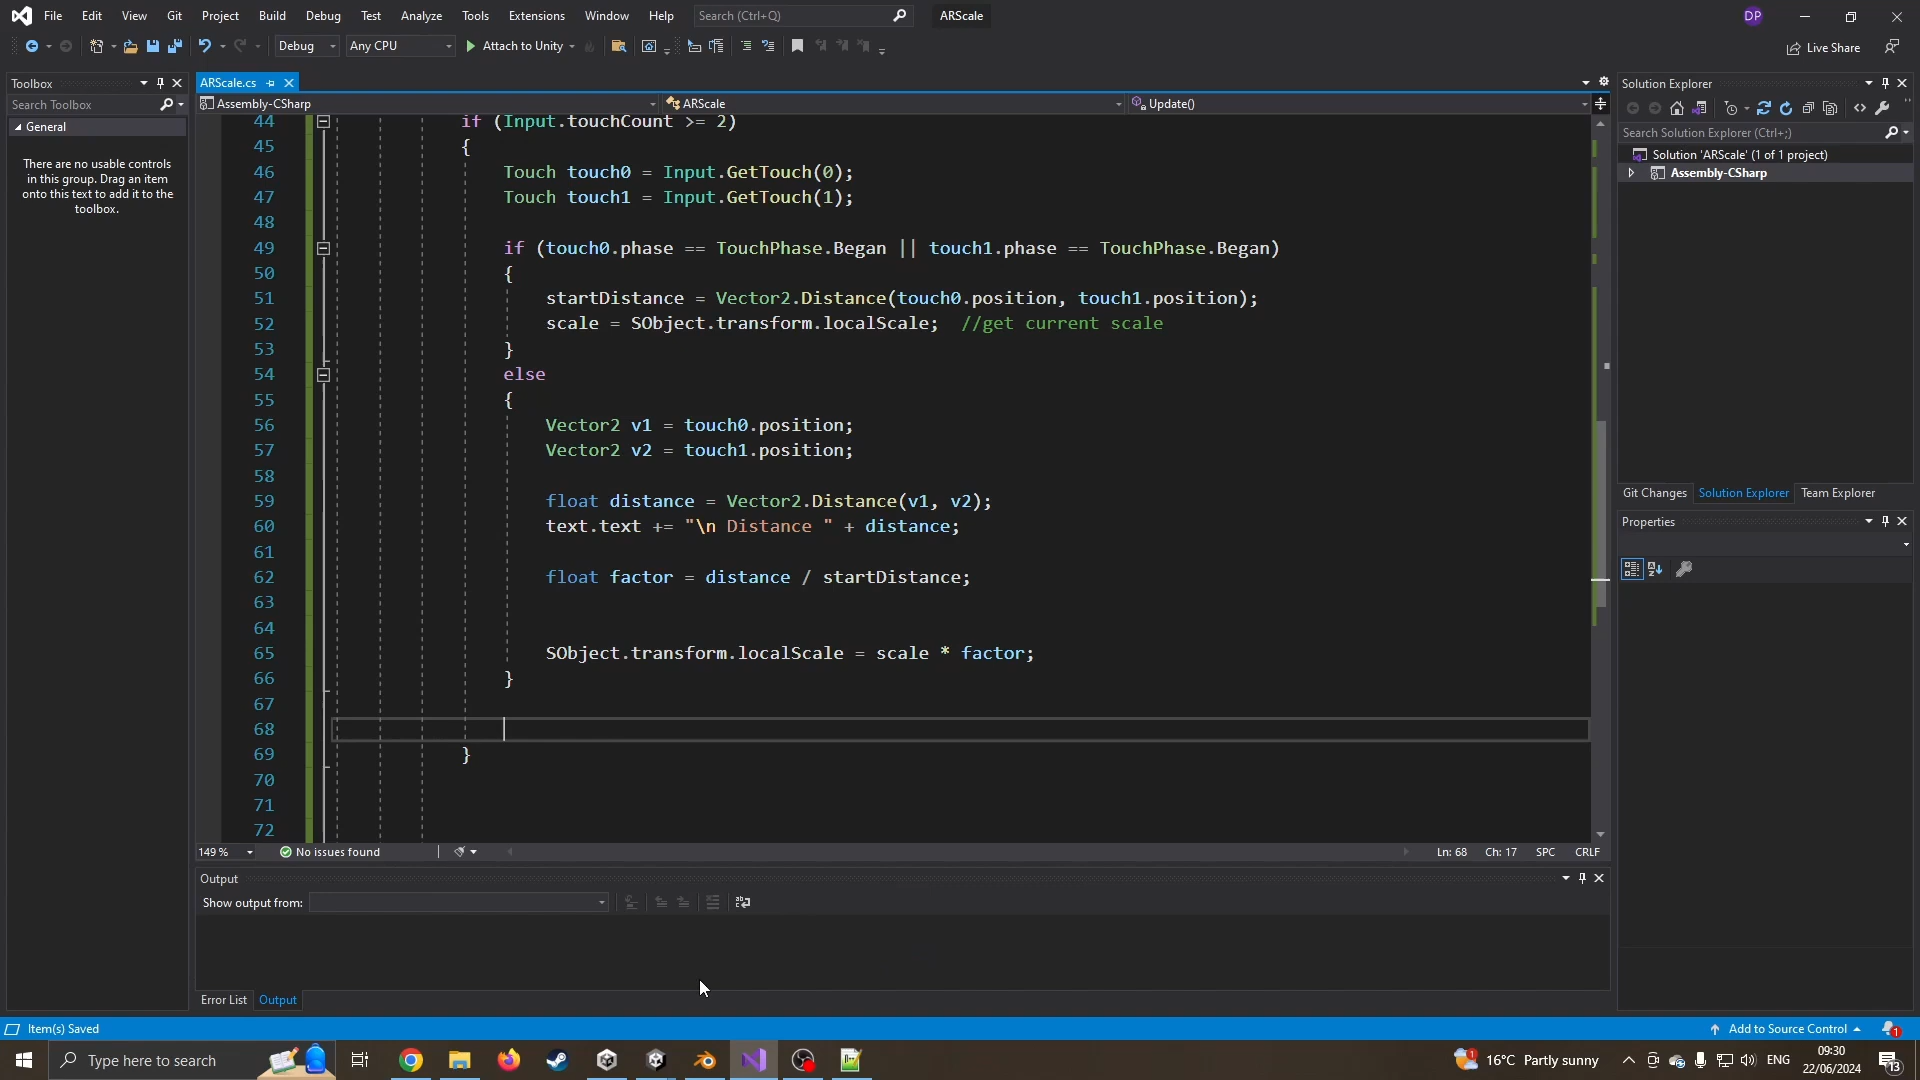 File Edit View Git Project Build Debug Test Analyze Tools Extensions Window Help Search (Ctrl+Q) ARScale DP
Debug Any CPU Attach to Unity Live Share
Toolbox
Search Toolbox
General
There are no usable controls
in this group. Drag an item
onto this text to add it to the
toolbox.
ARScale.cs
Assembly-CSharp ARScale Update()
44 if (Input.touchCount >= 2)
45 {
46 Touch touch0 = Input.GetTouch(0);
47 Touch touch1 = Input.GetTouch(1);
48
49 if (touch0.phase == TouchPhase.Began || touch1.phase == TouchPhase.Began)
50 {
51 startDistance = Vector2.Distance(touch0.position, touch1.position);
52 scale = SObject.transform.localScale; //get current scale
53 }
54 else
55 {
56 Vector2 v1 = touch0.position;
57 Vector2 v2 = touch1.position;
58
59 float distance = Vector2.Distance(v1, v2);
60 text.text += "\n Distance " + distance;
61
62 float factor = distance / startDistance;
63
64
65 SObject.transform.localScale = scale * factor;
66 }
67
68
69 }
70
71
72
149 % No issues found Ln: 68 Ch: 17 SPC CRLF
Output
Show output from:
Error List Output
Solution Explorer
Search Solution Explorer (Ctrl+;)
Solution 'ARScale' (1 of 1 project)
Assembly-CSharp
Git Changes Solution Explorer Team Explorer
Properties
Item(s) Saved Add to Source Control 1
Type here to search 1 16°C Partly sunny ENG 09:30
22/06/2024 13